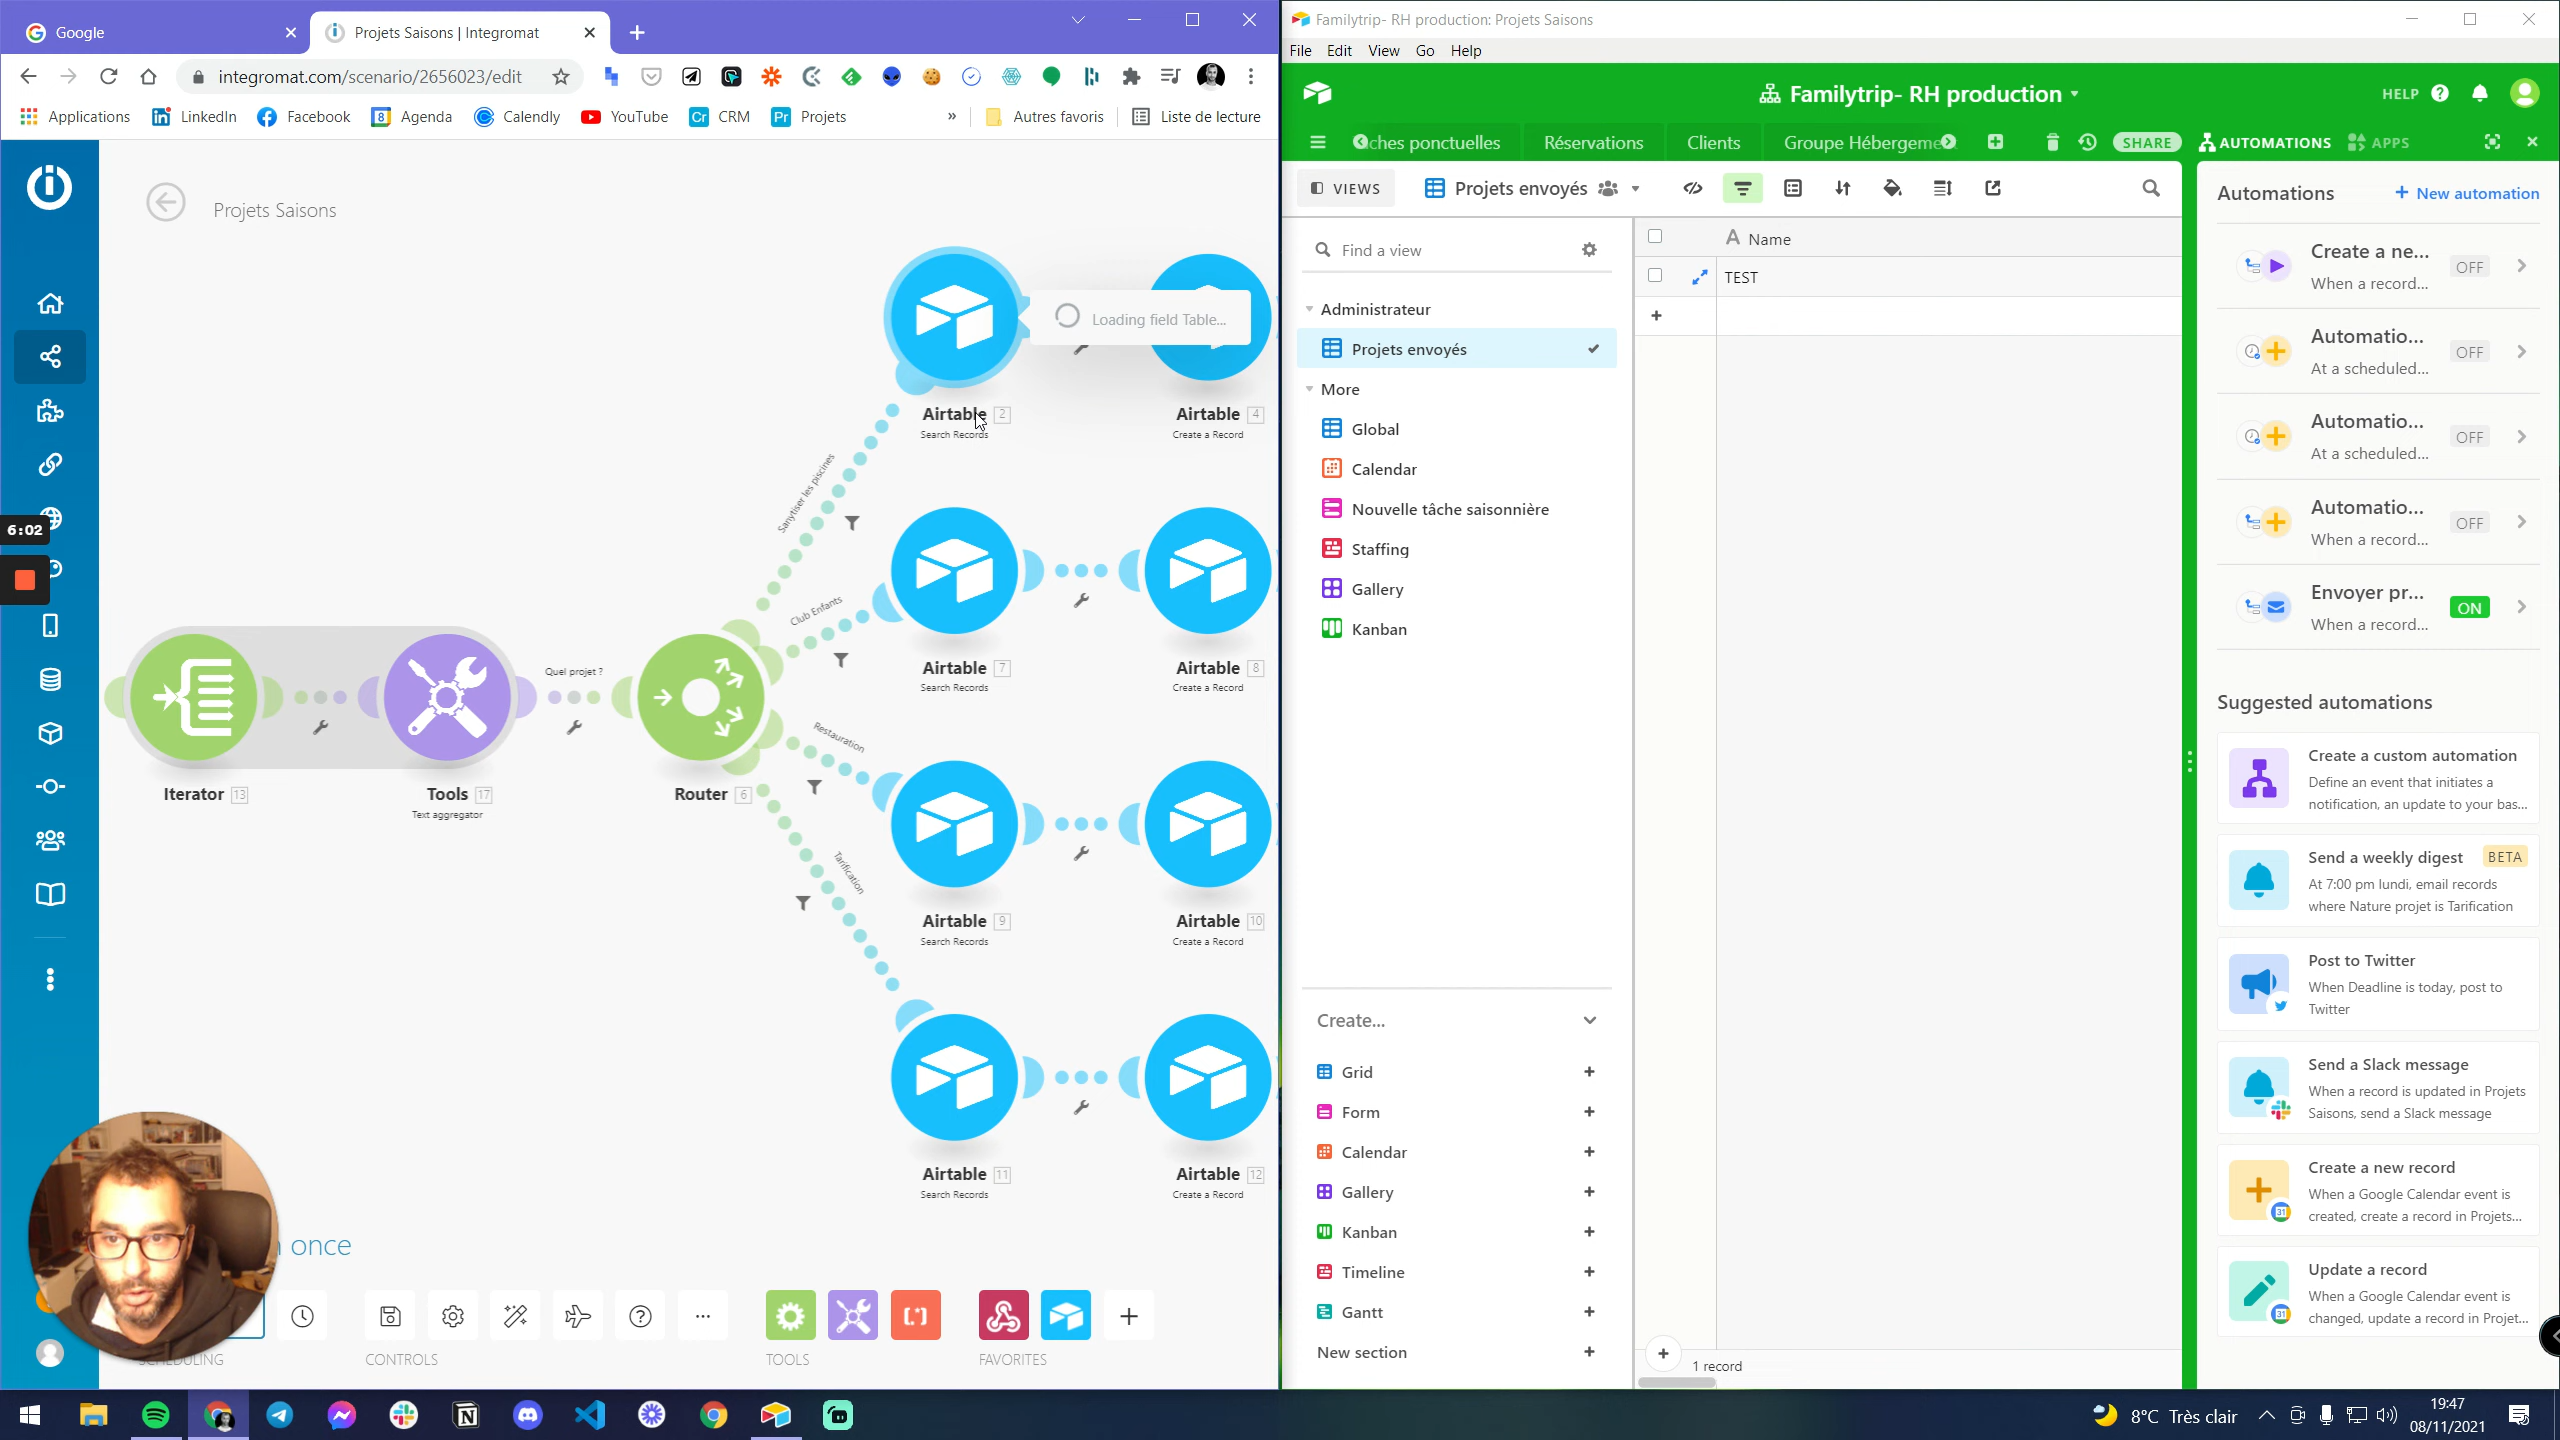 Google
Projets Saisons | Integromat
integromat.com/scenario/2656023/edit
Applications
LinkedIn
Facebook
Agenda
Calendly
YouTube
CRM
Projets
»
Autres favoris
Liste de lecture
Projets Saisons
Loading field Table...
Airtable 2
Search Records
Airtable 4
Create a Record
Sanytiser les piscines
6:02
Club Enfants
Airtable 7
Search Records
Airtable 8
Create a Record
Quel projet ?
Restauration
Iterator 13
Tools 17
Text aggregator
Router 6
Tarification
Airtable 9
Search Records
Airtable 10
Create a Record
Airtable 11
Search Records
Airtable 12
Create a Record
once
SCHEDULING
CONTROLS
TOOLS
FAVORITES
Familytrip- RH production: Projets Saisons
File Edit View Go Help
Familytrip- RH production
HELP
ches ponctuelles
Réservations
Clients
Groupe Hébergeme
SHARE
AUTOMATIONS
APPS
VIEWS
Projets envoyés
Find a view
Administrateur
Projets envoyés
More
Global
Calendar
Nouvelle tâche saisonnière
Staffing
Gallery
Kanban
Create...
Grid
Form
Calendar
Gallery
Kanban
Timeline
Gantt
New section
A Name
TEST
1 record
Automations
+ New automation
Create a ne...
When a record...
OFF
Automatio...
At a scheduled...
OFF
Automatio...
At a scheduled...
OFF
Automatio...
When a record...
OFF
Envoyer pr...
When a record...
ON
Suggested automations
Create a custom automation
Define an event that initiates a
notification, an update to your bas...
Send a weekly digest BETA
At 7:00 pm lundi, email records
where Nature projet is Tarification
Post to Twitter
When Deadline is today, post to
Twitter
Send a Slack message
When a record is updated in Projets
Saisons, send a Slack message
Create a new record
When a Google Calendar event is
created, create a record in Projets...
Update a record
When a Google Calendar event is
changed, update a record in Projet...
8°C Très clair
19:47
08/11/2021